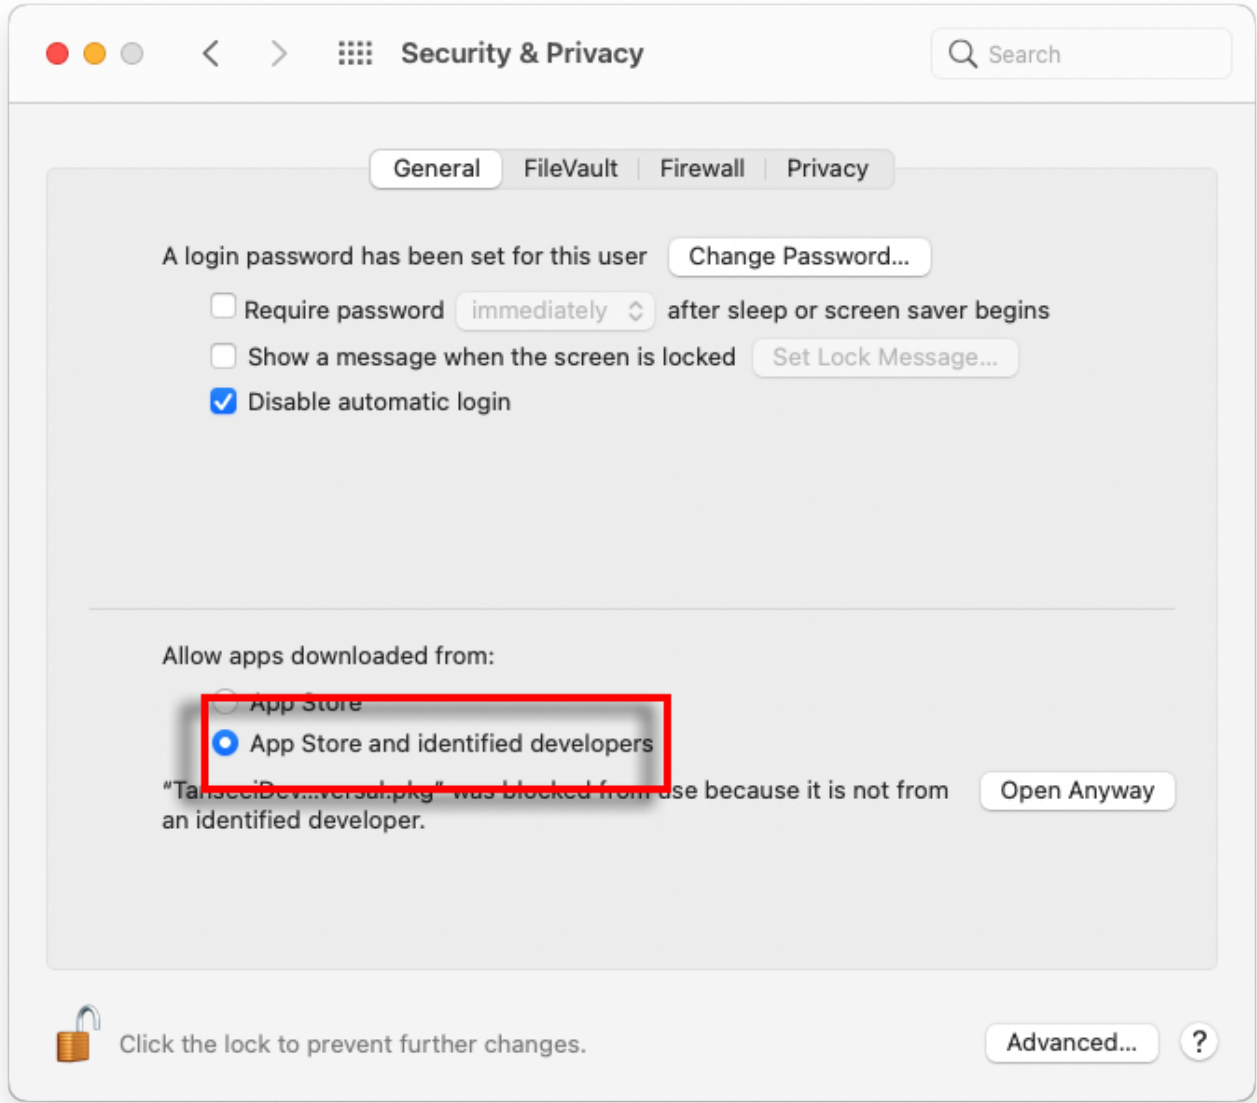 Security & Privacy
Search
General FileVault Firewall Privacy
A login password has been set for this user Change Password...
Require password immediately after sleep or screen saver begins
Show a message when the screen is locked Set Lock Message...
Disable automatic login
Allow apps downloaded from:
App Store
App Store and identified developers
was blocked from use because it is not from Open Anyway
an identified developer.
Click the lock to prevent further changes. Advanced... ?